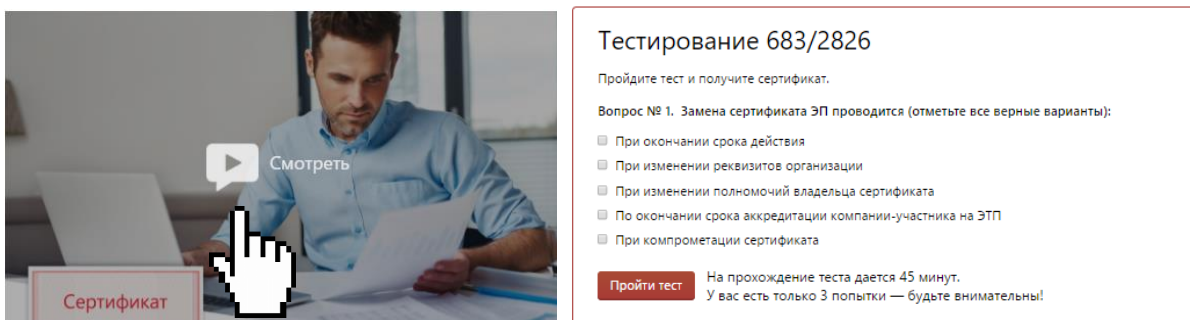 Смотреть
Сертификат
Тестирование 683/2826
Пройдите тест и получите сертификат.
Вопрос № 1. Замена сертификата ЭП проводится (отметьте все верные варианты):
При окончании срока действия
При изменении реквизитов организации
При изменении полномочий владельца сертификата
По окончании срока аккредитации компании-участника на ЭТП
При компрометации сертификата
Пройти тест
На прохождение теста дается 45 минут.
У вас есть только 3 попытки — будьте внимательны!